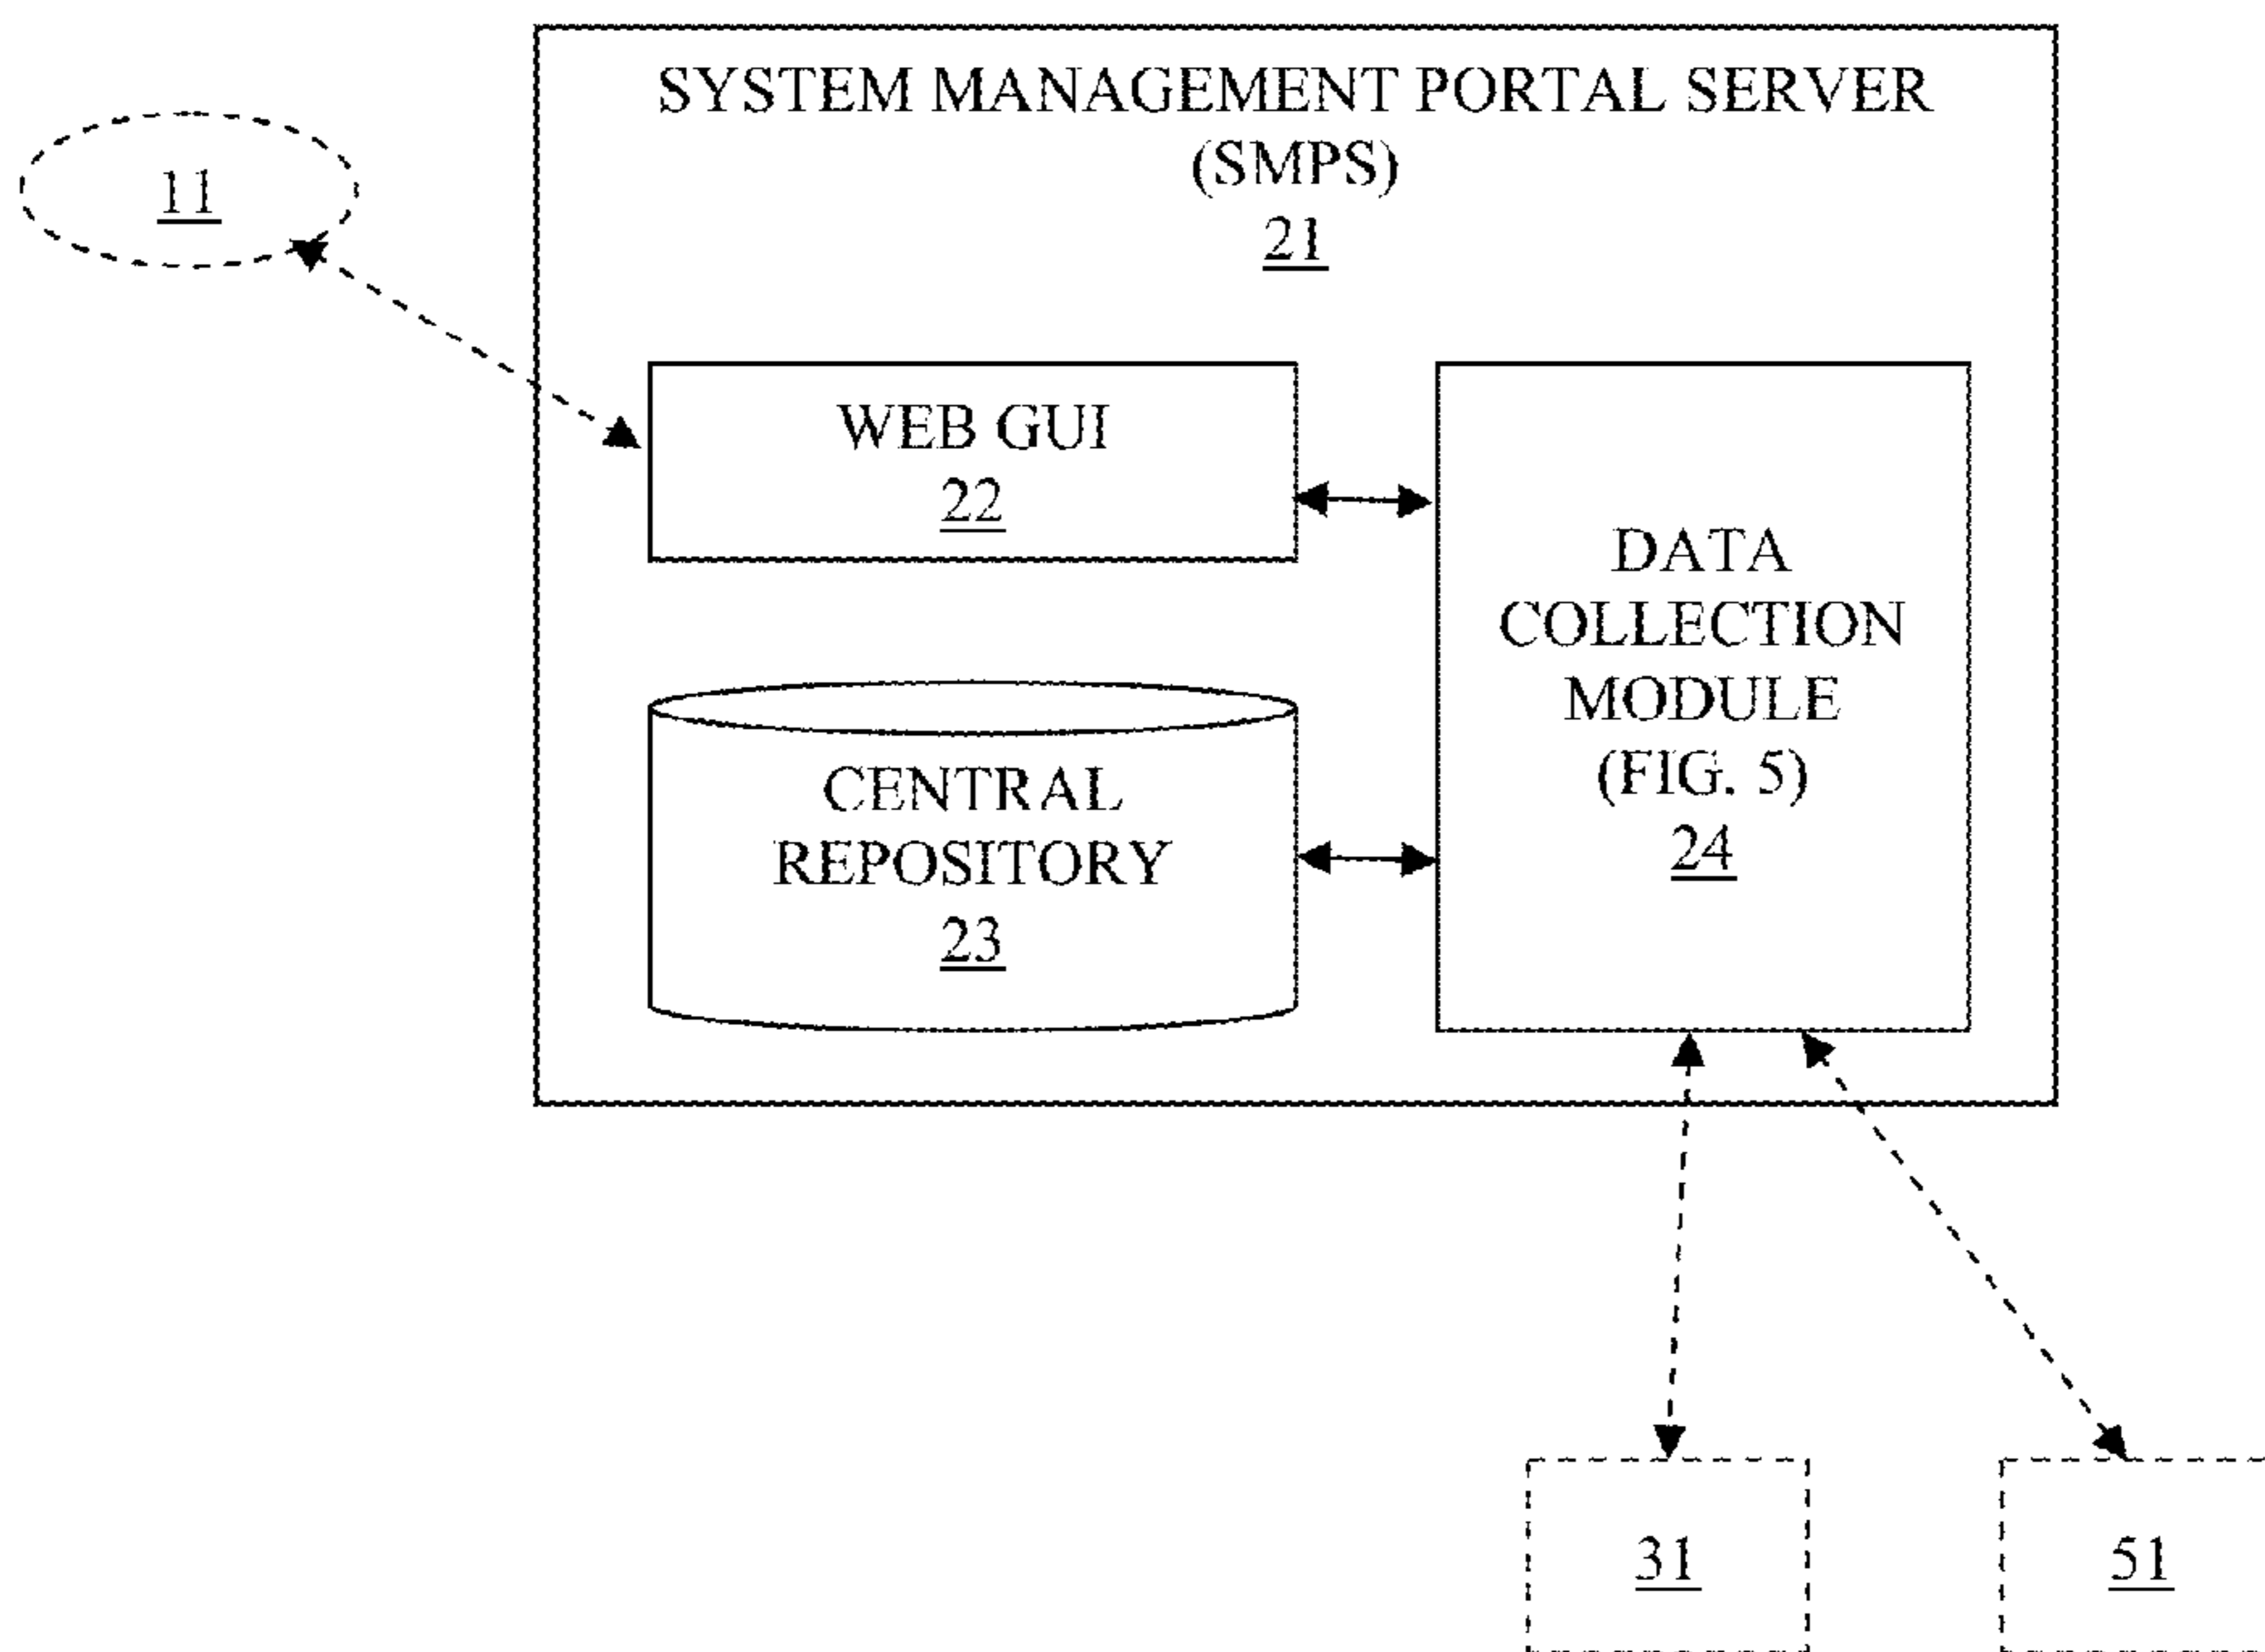 SYSTEM MANAGEMENT PORTAL SERVER
(SMPS)
21
11
WEB GUI
22
DATA
COLLECTION
MODULE
(FIG. 5)
24
CENTRAL
REPOSITORY
23
31
51